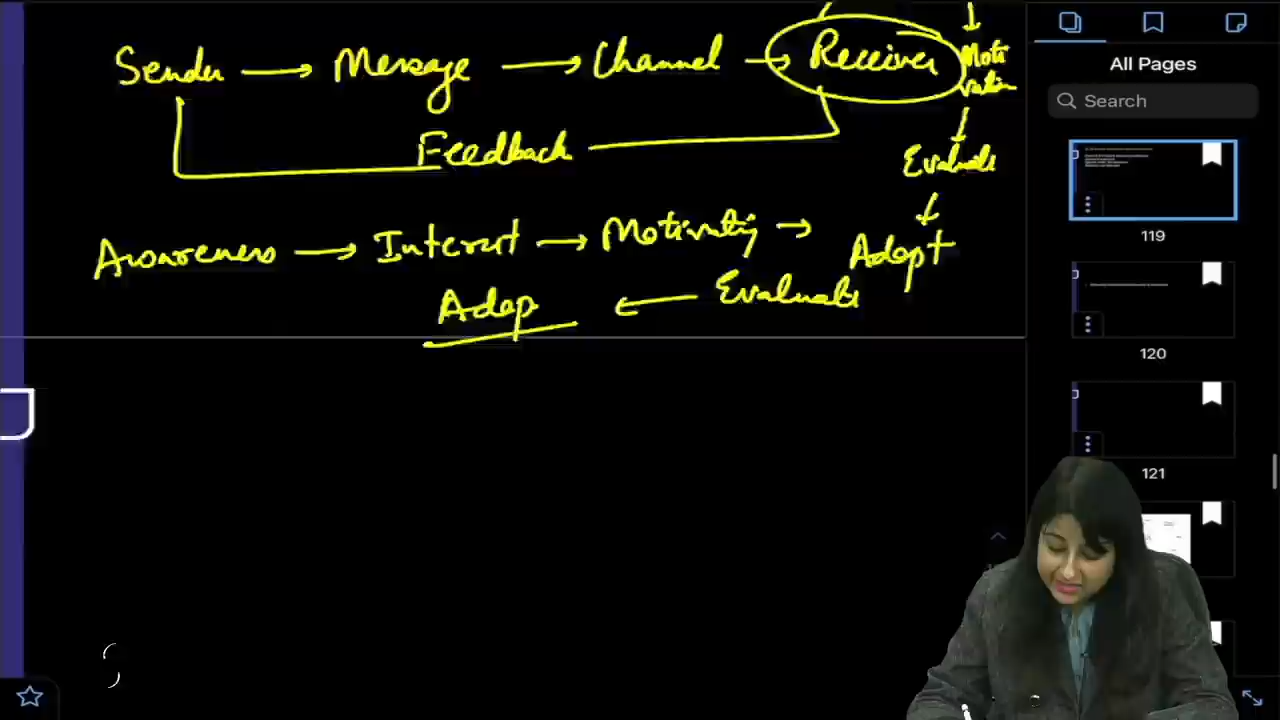 Sender → Message → Channel → Receiver
Moti
vation
Feedback
Evaluate
Awareness → Interest → Motivating →
Adopt
Adop ← Evaluate
All Pages
Search
119
120
121